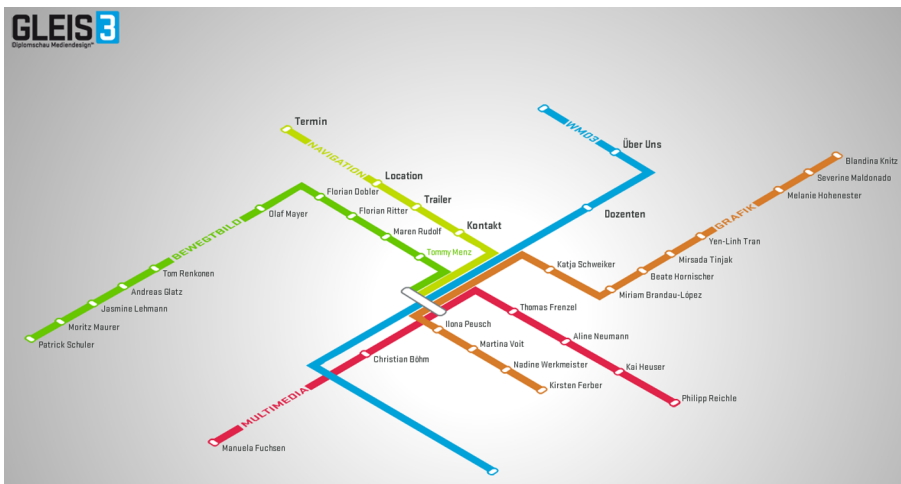 GLEIS 3
Diplomschau Mediendesign
Termin
NAVIGATION
Location
Trailer
Kontakt
WM03
Über Uns
Dozenten
Blandina Knitz
Severine Maldonado
Melanie Hohenester
GRAFIK
Yen-Linh Tran
Mirsada Tinjak
Beate Hornischer
Miriam Brandau-López
Katja Schweiker
Florian Dobler
Florian Ritter
Maren Rudolf
Tommy Menz
Olaf Mayer
BEWEGTBILD
Tom Renkonen
Andreas Glatz
Jasmine Lehmann
Moritz Maurer
Patrick Schuler
Thomas Frenzel
Aline Neumann
Kai Heuser
Philipp Reichle
Ilona Peusch
Martina Voit
Nadine Werkmeister
Kirsten Ferber
Christian Böhm
MULTIMEDIA
Manuela Fuchsen